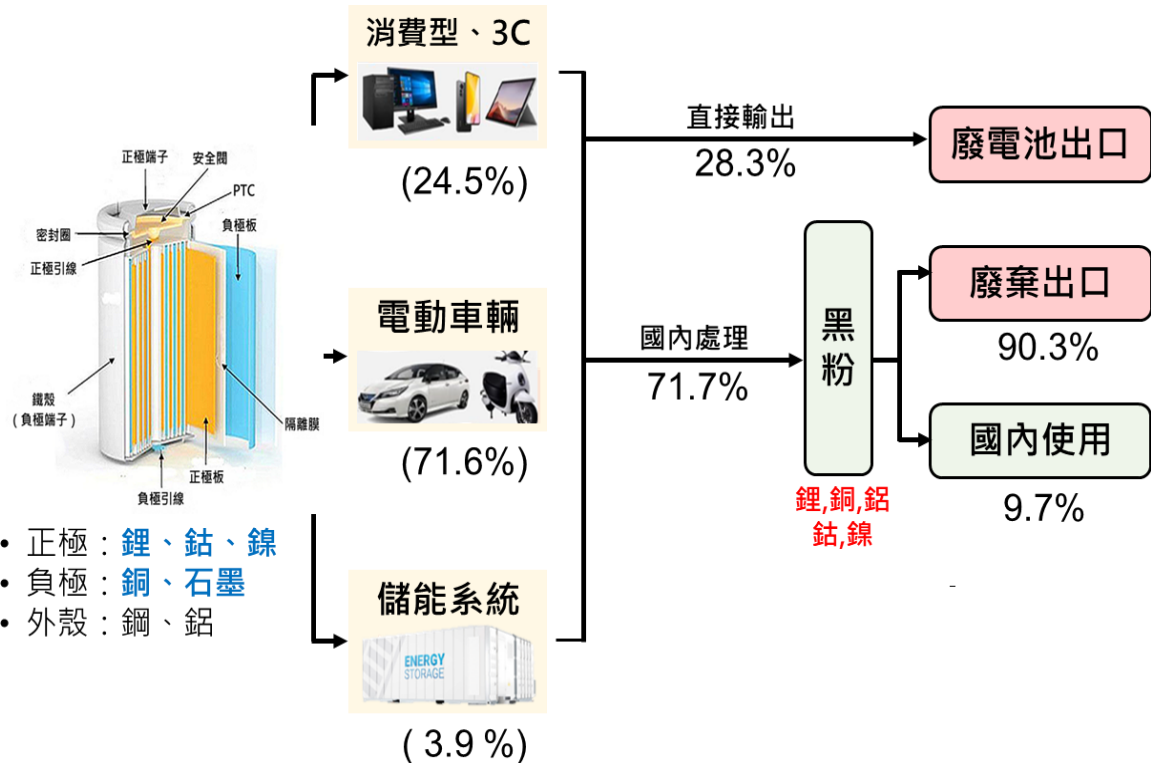 正極端子
安全閥
PTC
密封圈
負極板
正極引線
鐵殼
(負極端子)
隔離膜
正極板
負極引線
• 正極：鋰、鈷、鎳
• 負極：銅、石墨
• 外殼：鋼、鋁
消費型、3C
(24.5%)
電動車輛
(71.6%)
儲能系統
ENERGY
STORAGE
( 3.9 %)
直接輸出
28.3%
廢電池出口
國內處理
71.7%
黑
粉
鋰,銅,鋁
鈷,鎳
廢棄出口
90.3%
國內使用
9.7%
-